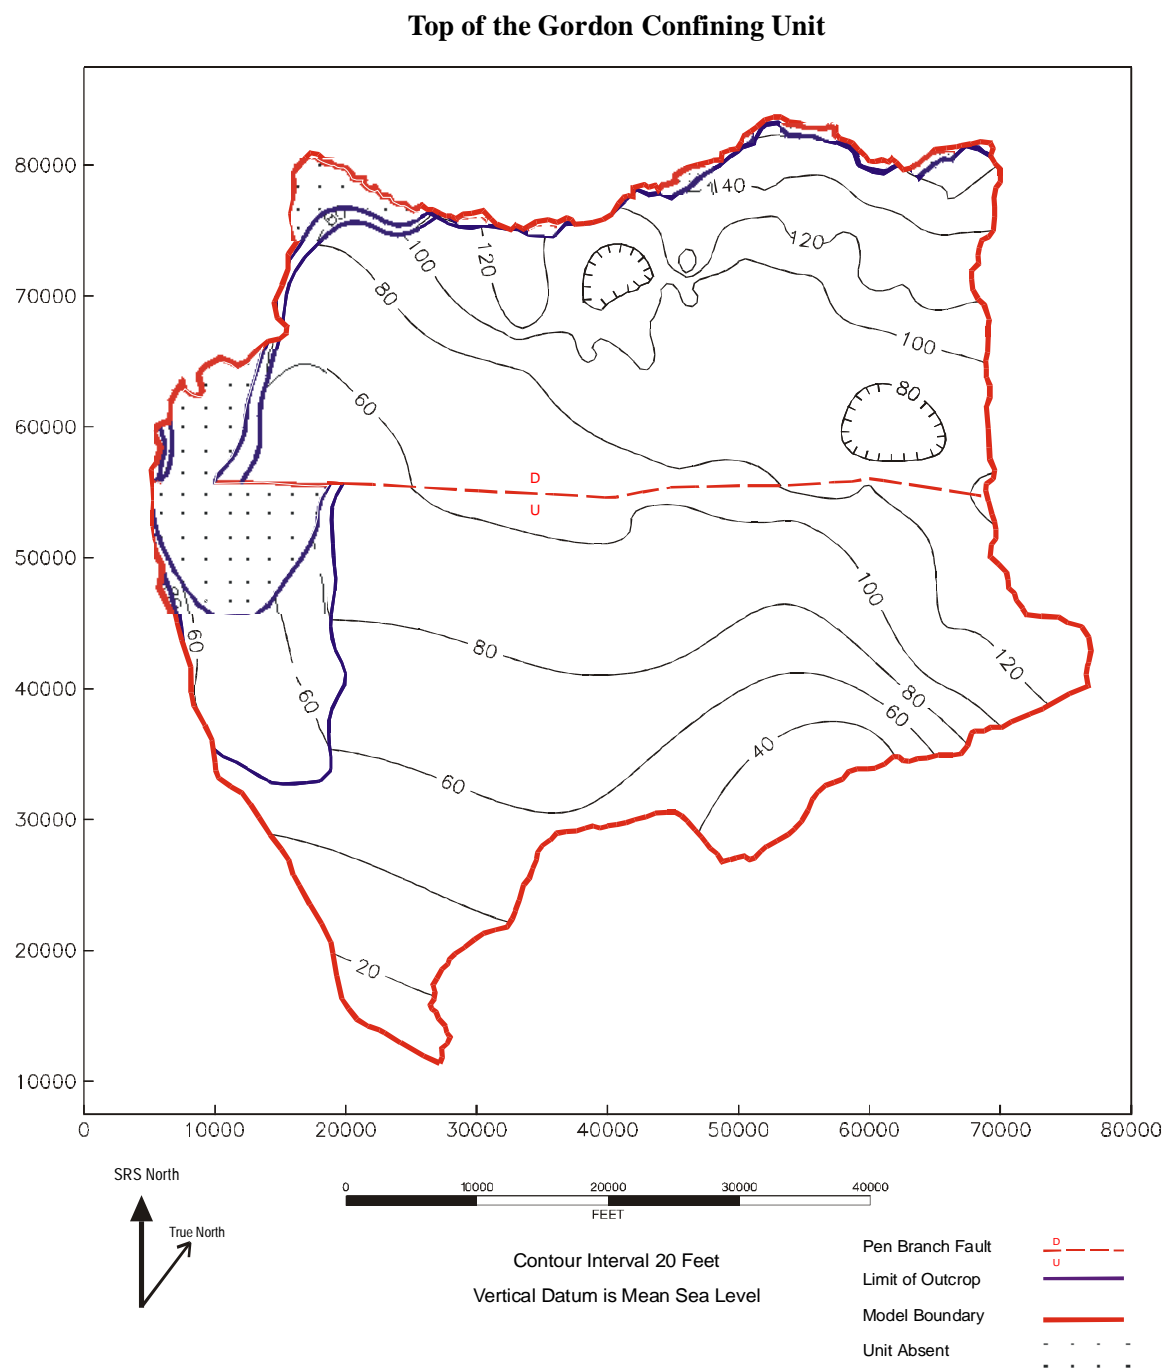 Top of the Gordon Confining Unit
80000
140
120
120
100
80
70000
100
80
60
60000
D
U
50000
100
60
80
120
40000
60
80
60
40
60
30000
20000
20
10000
0 10000 20000 30000 40000 50000 60000 70000 80000
SRS North
True North
0 10000 20000 30000 40000
FEET
Contour Interval 20 Feet
Vertical Datum is Mean Sea Level
Pen Branch Fault
D
U
Limit of Outcrop
Model Boundary
Unit Absent